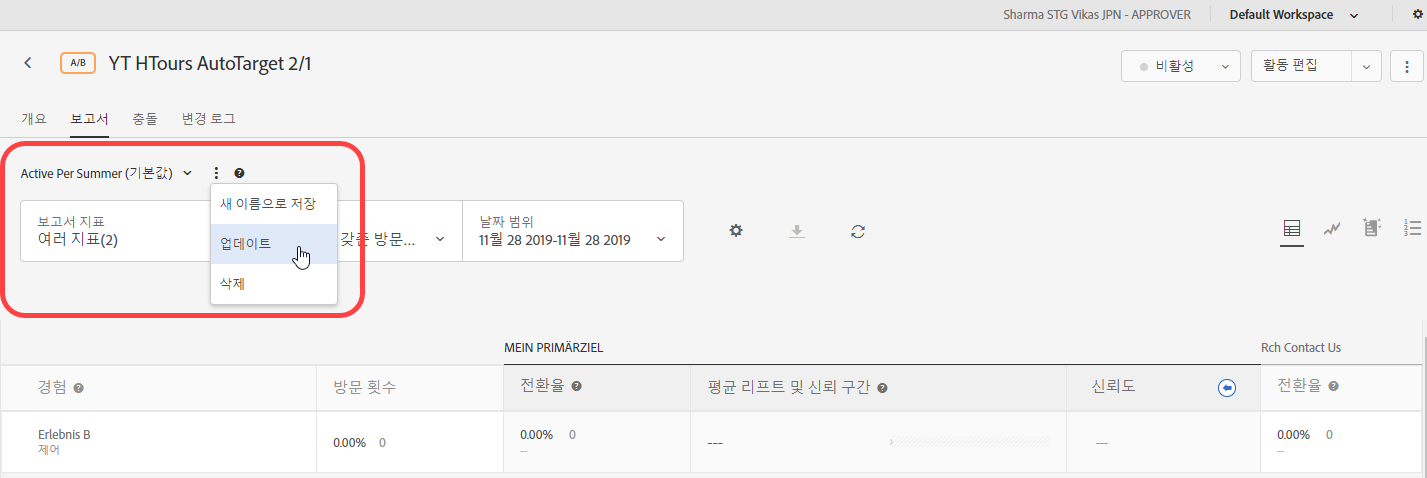 Sharma STG Vikas JPN - APPROVER Default Workspace
A/B YT HTours AutoTarget 2/1
비활성 활동 편집
개요 보고서 충돌 변경 로그
Active Per Summer (기본값)
새 이름으로 저장
업데이트
삭제
보고서 지표
여러 지표(2)
갖춘 방문...
날짜 범위
11월 28 2019-11월 28 2019
MEIN PRIMÄRZIEL Rch Contact Us
경험 방문 횟수 전환율 평균 리프트 및 신뢰 구간 신뢰도 전환율
Erlebnis B
제어
0.00% 0
0.00% 0
--
---
---
0.00% 0
--